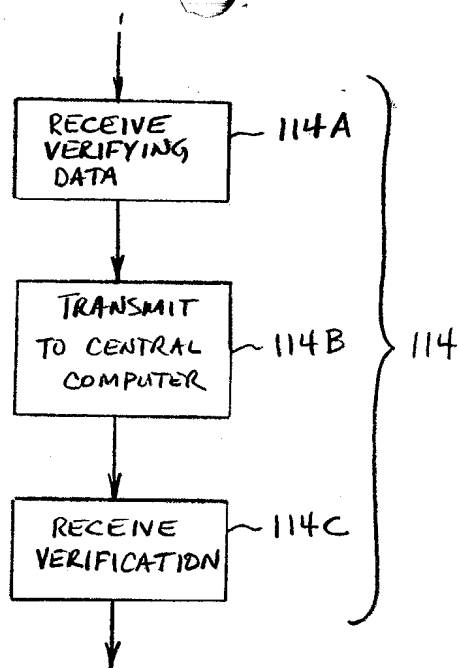 RECEIVE
VERIFYING
DATA
114A
TRANSMIT
TO CENTRAL
COMPUTER
114B
114
RECEIVE
VERIFICATION
114C